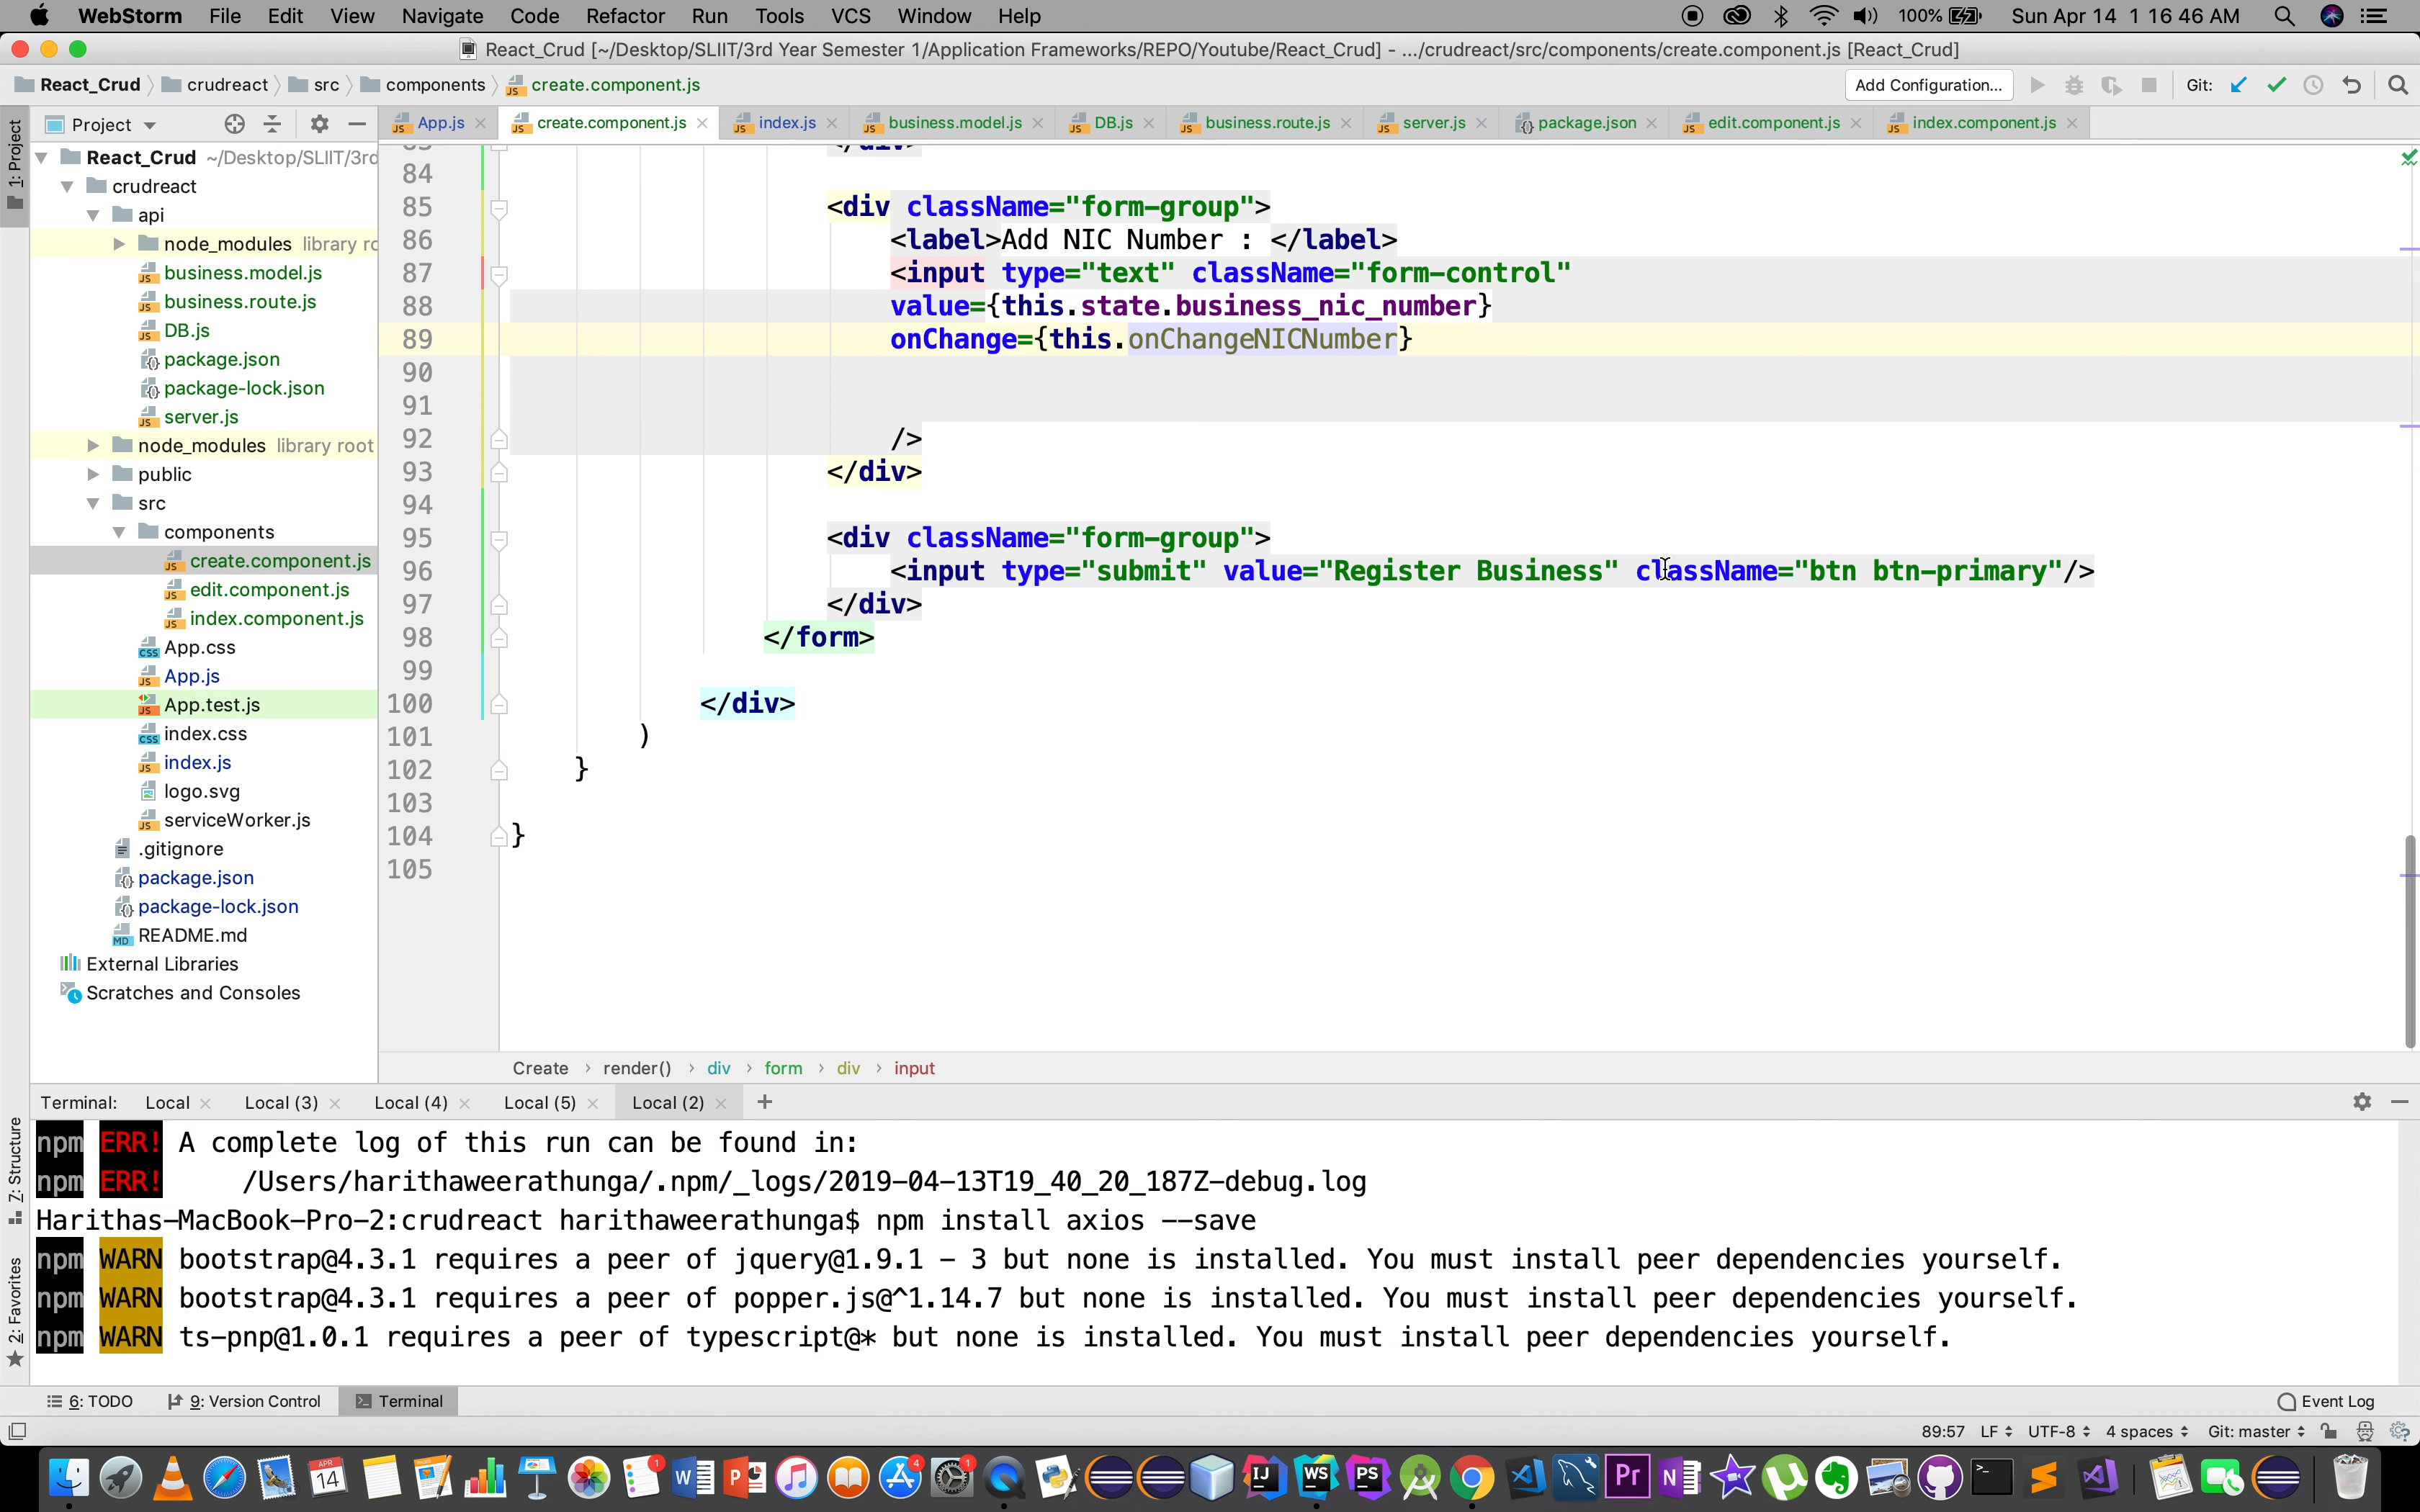 WebStorm File Edit View Navigate Code Refactor Run Tools VCS Window Help 100% Sun Apr 14 1 16 46 AM
React_Crud [~/Desktop/SLIIT/3rd Year Semester 1/Application Frameworks/REPO/Youtube/React_Crud] - .../crudreact/src/components/create.component.js [React_Crud]
React_Crud crudreact src components create.component.js Add Configuration... Git:
Project App.js create.component.js index.js business.model.js DB.js business.route.js server.js package.json edit.component.js index.component.js
1: Project
React_Crud ~/Desktop/SLIIT/3rd
crudreact
api
node_modules library ro
business.model.js
business.route.js
DB.js
package.json
package-lock.json
server.js
node_modules library root
public
src
components
create.component.js
edit.component.js
index.component.js
App.css
App.js
App.test.js
index.css
index.js
logo.svg
serviceWorker.js
.gitignore
package.json
package-lock.json
README.md
External Libraries
Scratches and Consoles
83 </div>
84
85 <div className="form-group">
86 <label>Add NIC Number : </label>
87 <input type="text" className="form-control"
88 value={this.state.business_nic_number}
89 onChange={this.onChangeNICNumber}
90
91
92 />
93 </div>
94
95 <div className="form-group">
96 <input type="submit" value="Register Business" className="btn btn-primary"/>
97 </div>
98 </form>
99
100 </div>
101 )
102 }
103
104 }
105
Create › render() › div › form › div › input
7: Structure
2: Favorites
Terminal: Local Local (3) Local (4) Local (5) Local (2) +
npm ERR! A complete log of this run can be found in:
npm ERR! /Users/harithaweerathunga/.npm/_logs/2019-04-13T19_40_20_187Z-debug.log
Harithas-MacBook-Pro-2:crudreact harithaweerathunga$ npm install axios --save
npm WARN bootstrap@4.3.1 requires a peer of jquery@1.9.1 - 3 but none is installed. You must install peer dependencies yourself.
npm WARN bootstrap@4.3.1 requires a peer of popper.js@^1.14.7 but none is installed. You must install peer dependencies yourself.
npm WARN ts-pnp@1.0.1 requires a peer of typescript@* but none is installed. You must install peer dependencies yourself.
6: TODO 9: Version Control Terminal Event Log
89:57 LF UTF-8 4 spaces Git: master